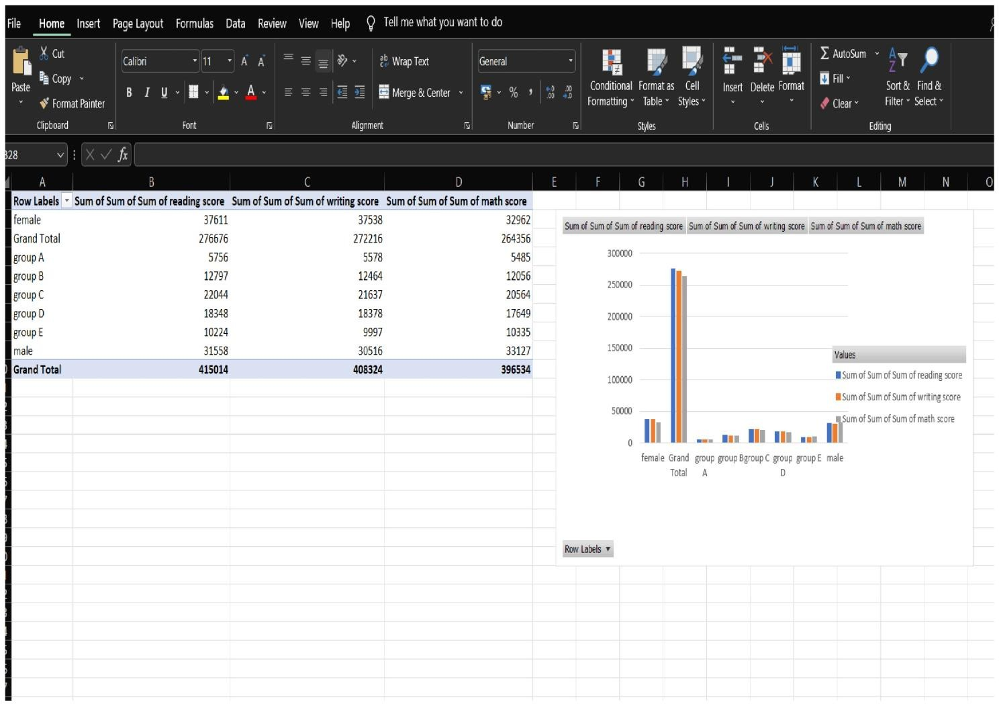 File Home Insert Page Layout Formulas Data Review View Help Tell me what you want to do
Cut
Copy
Format Painter
Paste
Clipboard
Calibri 11 A A
B I U A
Font
ab Wrap Text
Merge & Center
Alignment
General
% , .00
Number
Conditional Formatting
Format as Table
Cell Styles
Styles
Insert Delete Format
Cells
AutoSum
Fill
Clear
Sort & Filter
Find & Select
Editing
B28 fx
A B C D E F G H I J K L M N O
Row Labels Sum of Sum of Sum of reading score Sum of Sum of Sum of writing score Sum of Sum of Sum of math score
female 37611 37538 32962
Grand Total 276676 272216 264356
group A 5756 5578 5485
group B 12797 12464 12056
group C 22044 21637 20564
group D 18348 18378 17649
group E 10224 9997 10335
male 31558 30516 33127
Grand Total 415014 408324 396534
Sum of Sum of Sum of reading score Sum of Sum of Sum of writing score Sum of Sum of Sum of math score
300000
250000
200000
150000
100000
50000
0
female Grand Total group A group B group C group D group E male
Values
Sum of Sum of Sum of reading score
Sum of Sum of Sum of writing score
Sum of Sum of Sum of math score
Row Labels